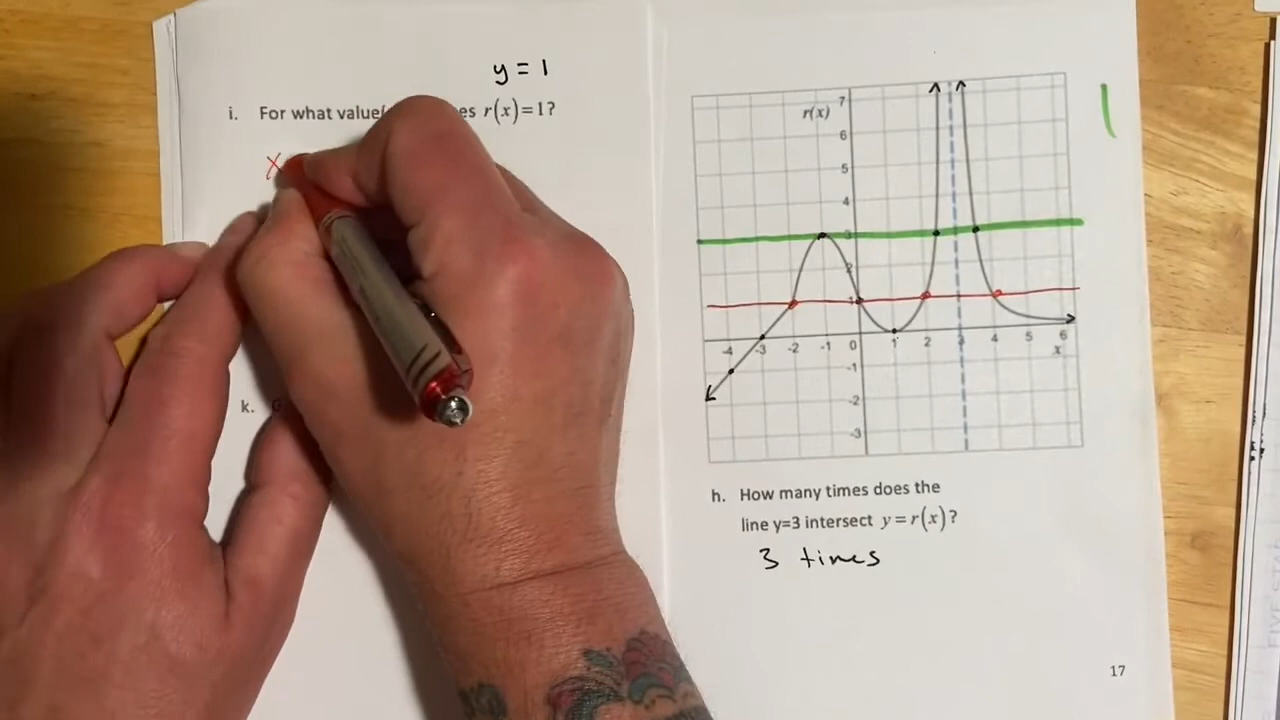 y = 1
i. For what value( es r(x)=1?
x
k.
r(x)
7
6
5
4
3
2
1
-4 -3 -2 -1 0 1 2 3 4 5 6
x
-1
-2
-3
h. How many times does the
line y=3 intersect y=r(x)?
3 times
17